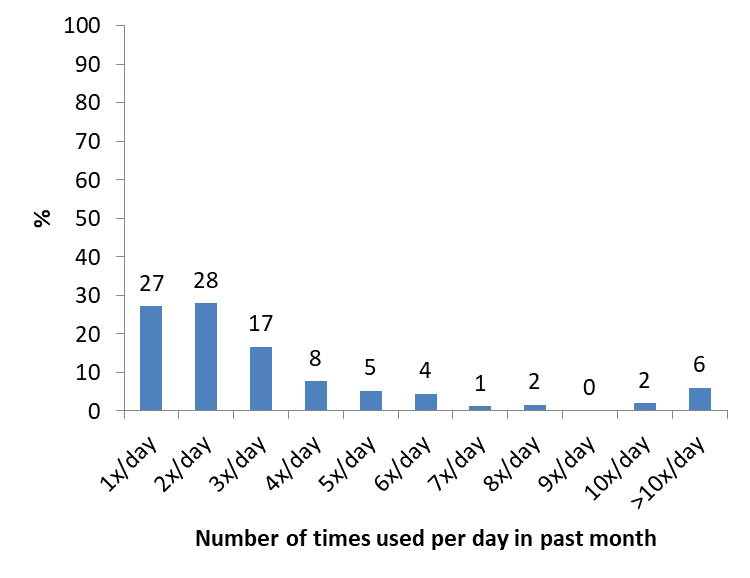 100
90
80
70
60
50
40
30
20
10
0
%
27
28
17
8
5
4
1
2
0
2
6
1x/day
2x/day
3x/day
4x/day
5x/day
6x/day
7x/day
8x/day
9x/day
10x/day
>10x/day
Number of times used per day in past month